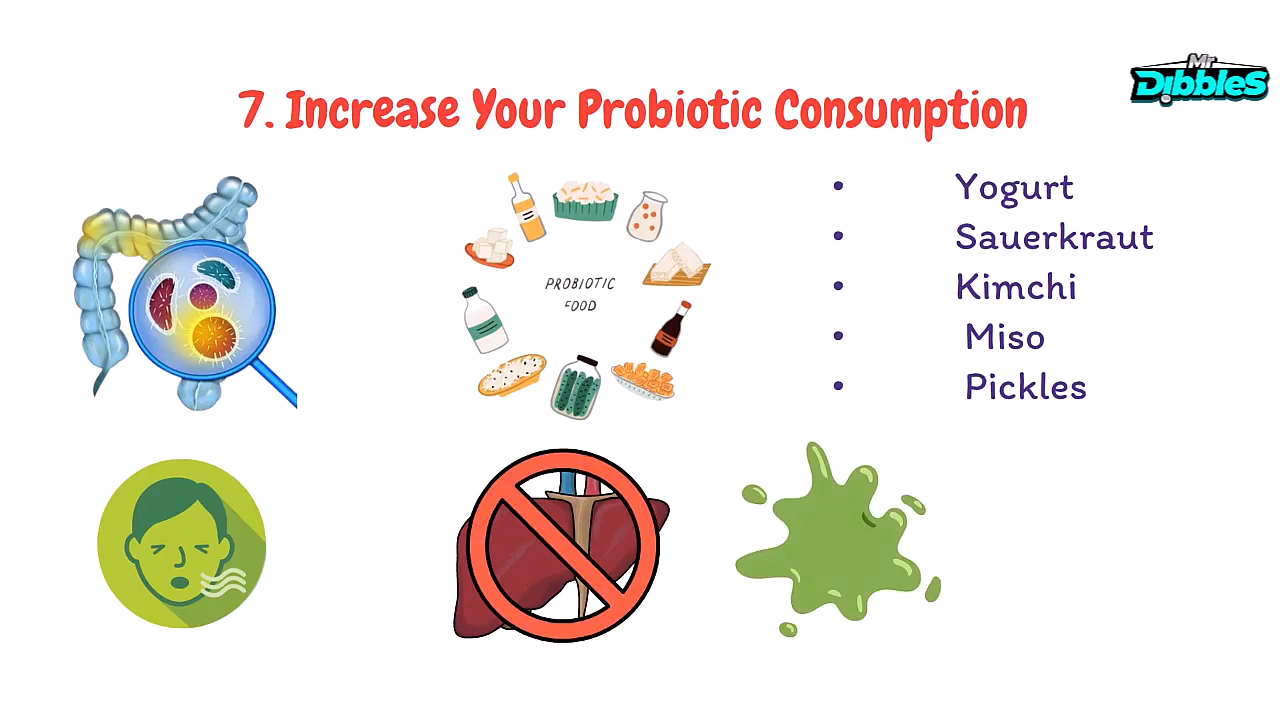 Mr
Dibbles
7. Increase Your Probiotic Consumption
PROBIOTIC
FOOD
• Yogurt
• Sauerkraut
• Kimchi
• Miso
• Pickles